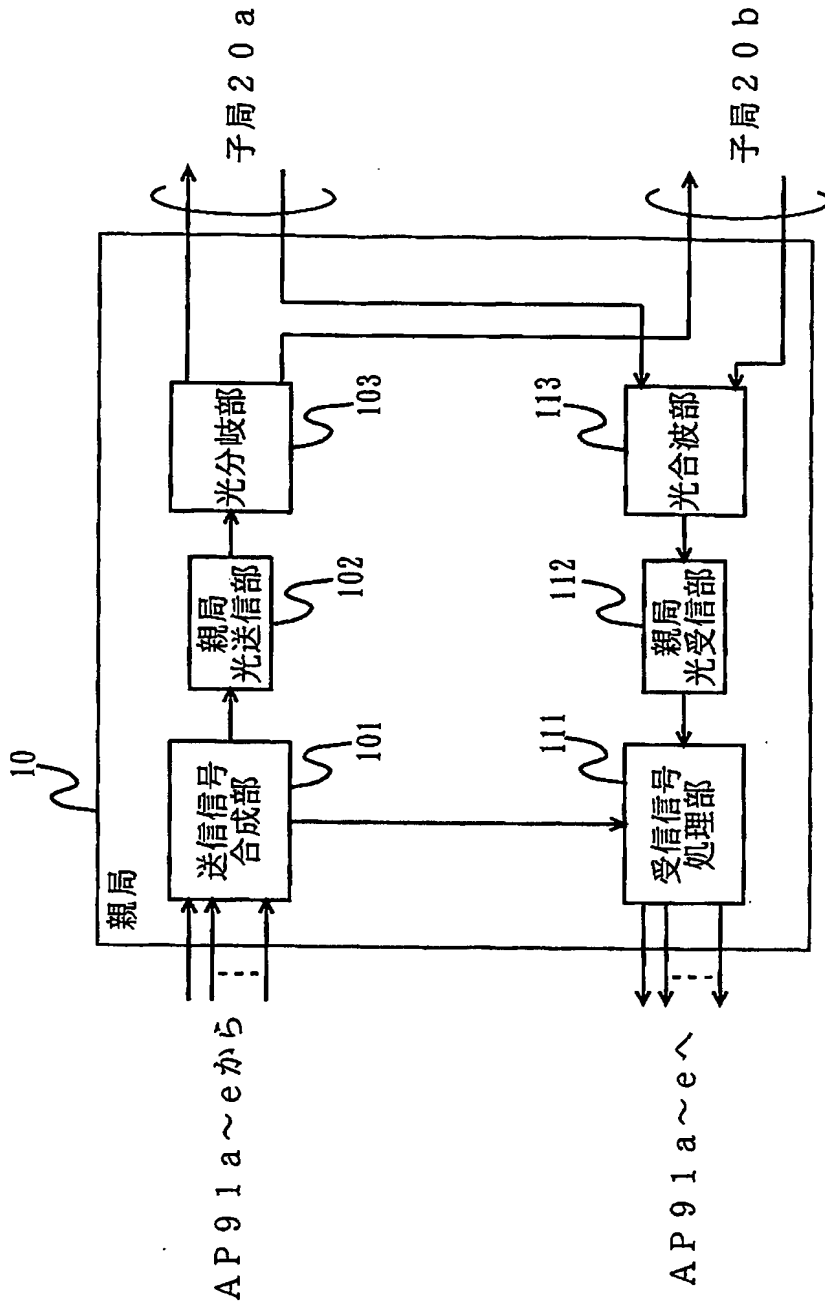 10
親局
AP91a～eから
送信信号
合成部
101
親局
光送信部
102
光分岐部
103
子局20a
AP91a～eへ
受信信号
処理部
111
親局
光受信部
112
光合波部
113
子局20b